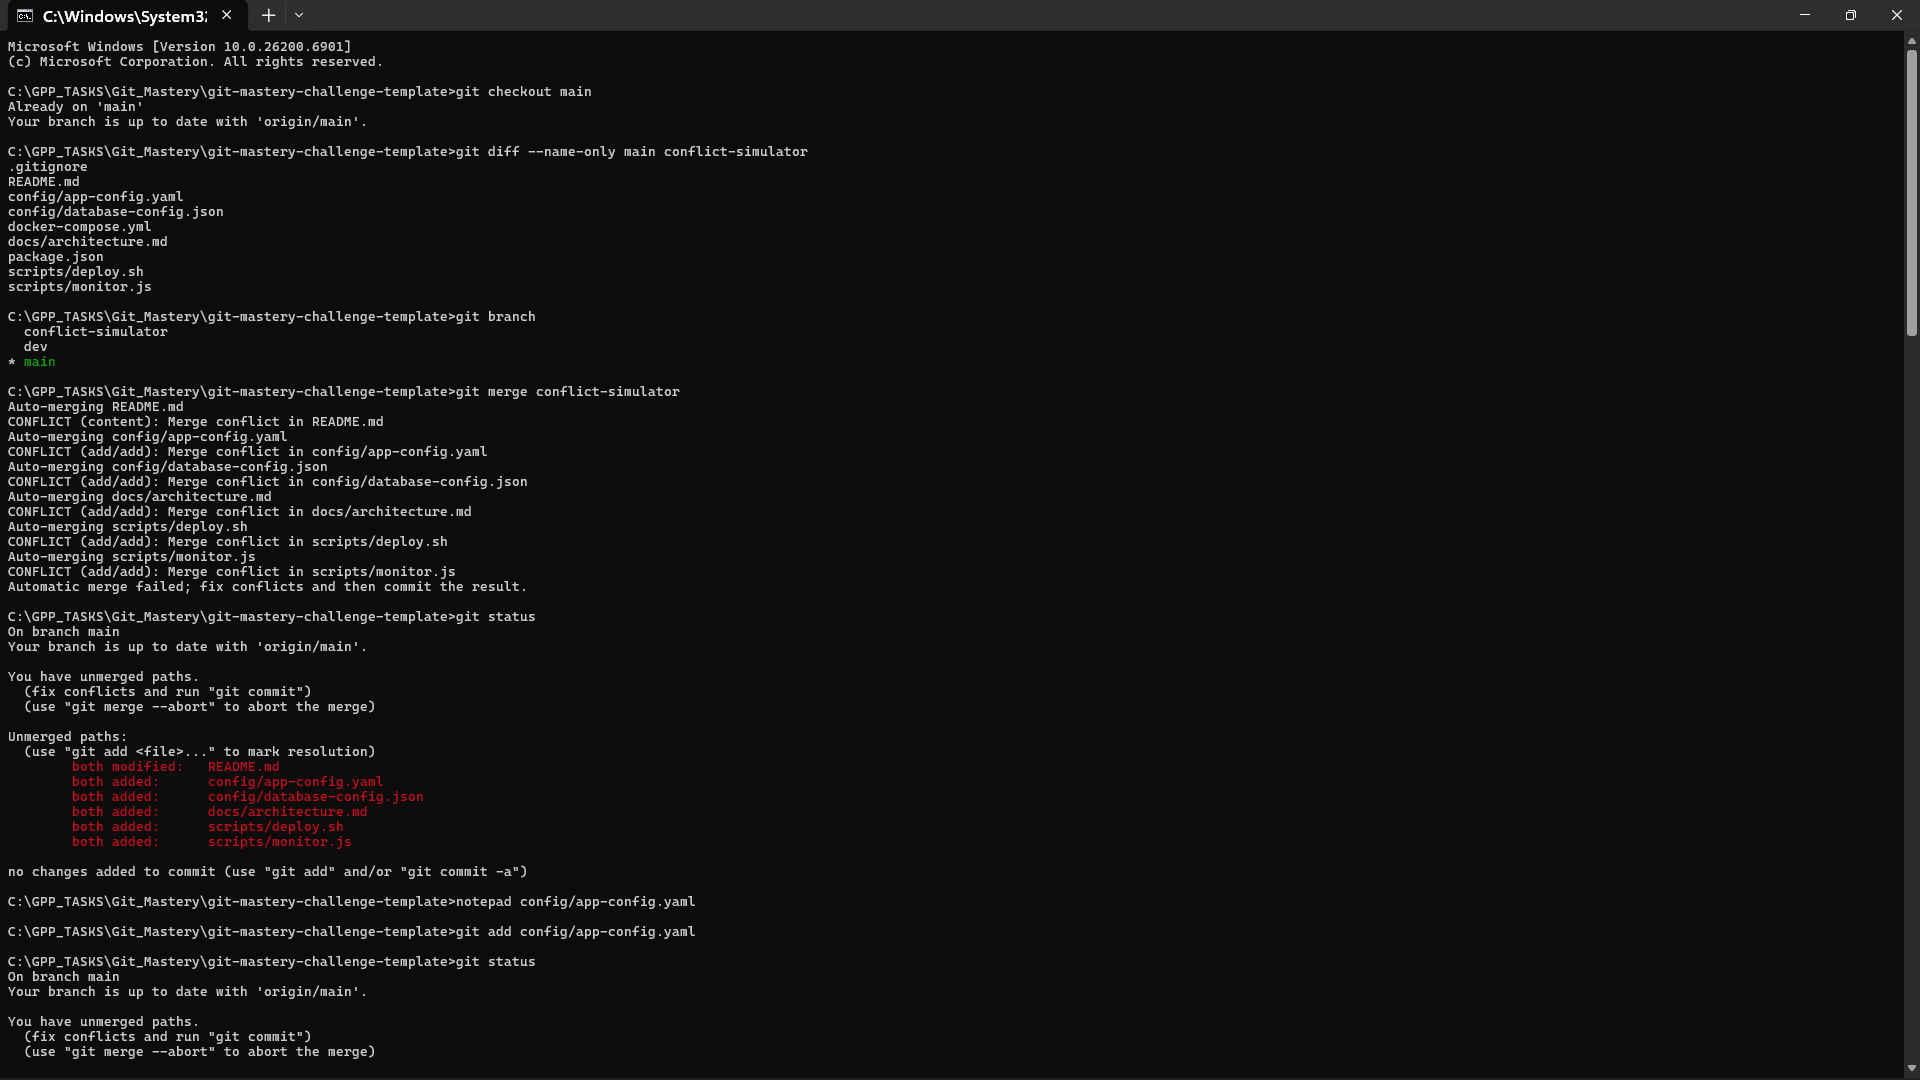 C:\Windows\System32
Microsoft Windows [Version 10.0.26200.6901]
(c) Microsoft Corporation. All rights reserved.
C:\GPP_TASKS\Git_Mastery\git-mastery-challenge-template>git checkout main
Already on 'main'
Your branch is up to date with 'origin/main'.
C:\GPP_TASKS\Git_Mastery\git-mastery-challenge-template>git diff --name-only main conflict-simulator
.gitignore
README.md
config/app-config.yaml
config/database-config.json
docker-compose.yml
docs/architecture.md
package.json
scripts/deploy.sh
scripts/monitor.js
C:\GPP_TASKS\Git_Mastery\git-mastery-challenge-template>git branch
  conflict-simulator
  dev
* main
C:\GPP_TASKS\Git_Mastery\git-mastery-challenge-template>git merge conflict-simulator
Auto-merging README.md
CONFLICT (content): Merge conflict in README.md
Auto-merging config/app-config.yaml
CONFLICT (add/add): Merge conflict in config/app-config.yaml
Auto-merging config/database-config.json
CONFLICT (add/add): Merge conflict in config/database-config.json
Auto-merging docs/architecture.md
CONFLICT (add/add): Merge conflict in docs/architecture.md
Auto-merging scripts/deploy.sh
CONFLICT (add/add): Merge conflict in scripts/deploy.sh
Auto-merging scripts/monitor.js
CONFLICT (add/add): Merge conflict in scripts/monitor.js
Automatic merge failed; fix conflicts and then commit the result.
C:\GPP_TASKS\Git_Mastery\git-mastery-challenge-template>git status
On branch main
Your branch is up to date with 'origin/main'.
You have unmerged paths.
  (fix conflicts and run "git commit")
  (use "git merge --abort" to abort the merge)
Unmerged paths:
  (use "git add <file>..." to mark resolution)
        both modified:   README.md
        both added:      config/app-config.yaml
        both added:      config/database-config.json
        both added:      docs/architecture.md
        both added:      scripts/deploy.sh
        both added:      scripts/monitor.js
no changes added to commit (use "git add" and/or "git commit -a")
C:\GPP_TASKS\Git_Mastery\git-mastery-challenge-template>notepad config/app-config.yaml
C:\GPP_TASKS\Git_Mastery\git-mastery-challenge-template>git add config/app-config.yaml
C:\GPP_TASKS\Git_Mastery\git-mastery-challenge-template>git status
On branch main
Your branch is up to date with 'origin/main'.
You have unmerged paths.
  (fix conflicts and run "git commit")
  (use "git merge --abort" to abort the merge)